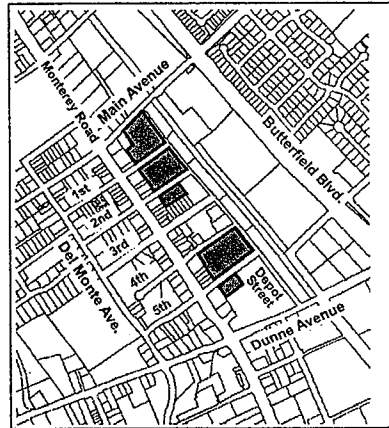 Monterey Road
Main Avenue
Butterfield Blvd.
1st
2nd
3rd
Del Monte Ave.
4th
5th
Depot
Street
Dunne Avenue